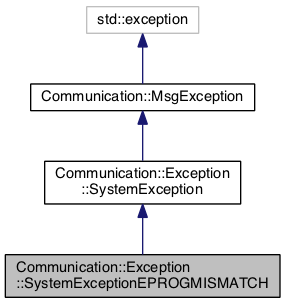 std::exception
Communication::MsgException
Communication::Exception
::SystemException
Communication::Exception
::SystemExceptionEPROGMISMATCH